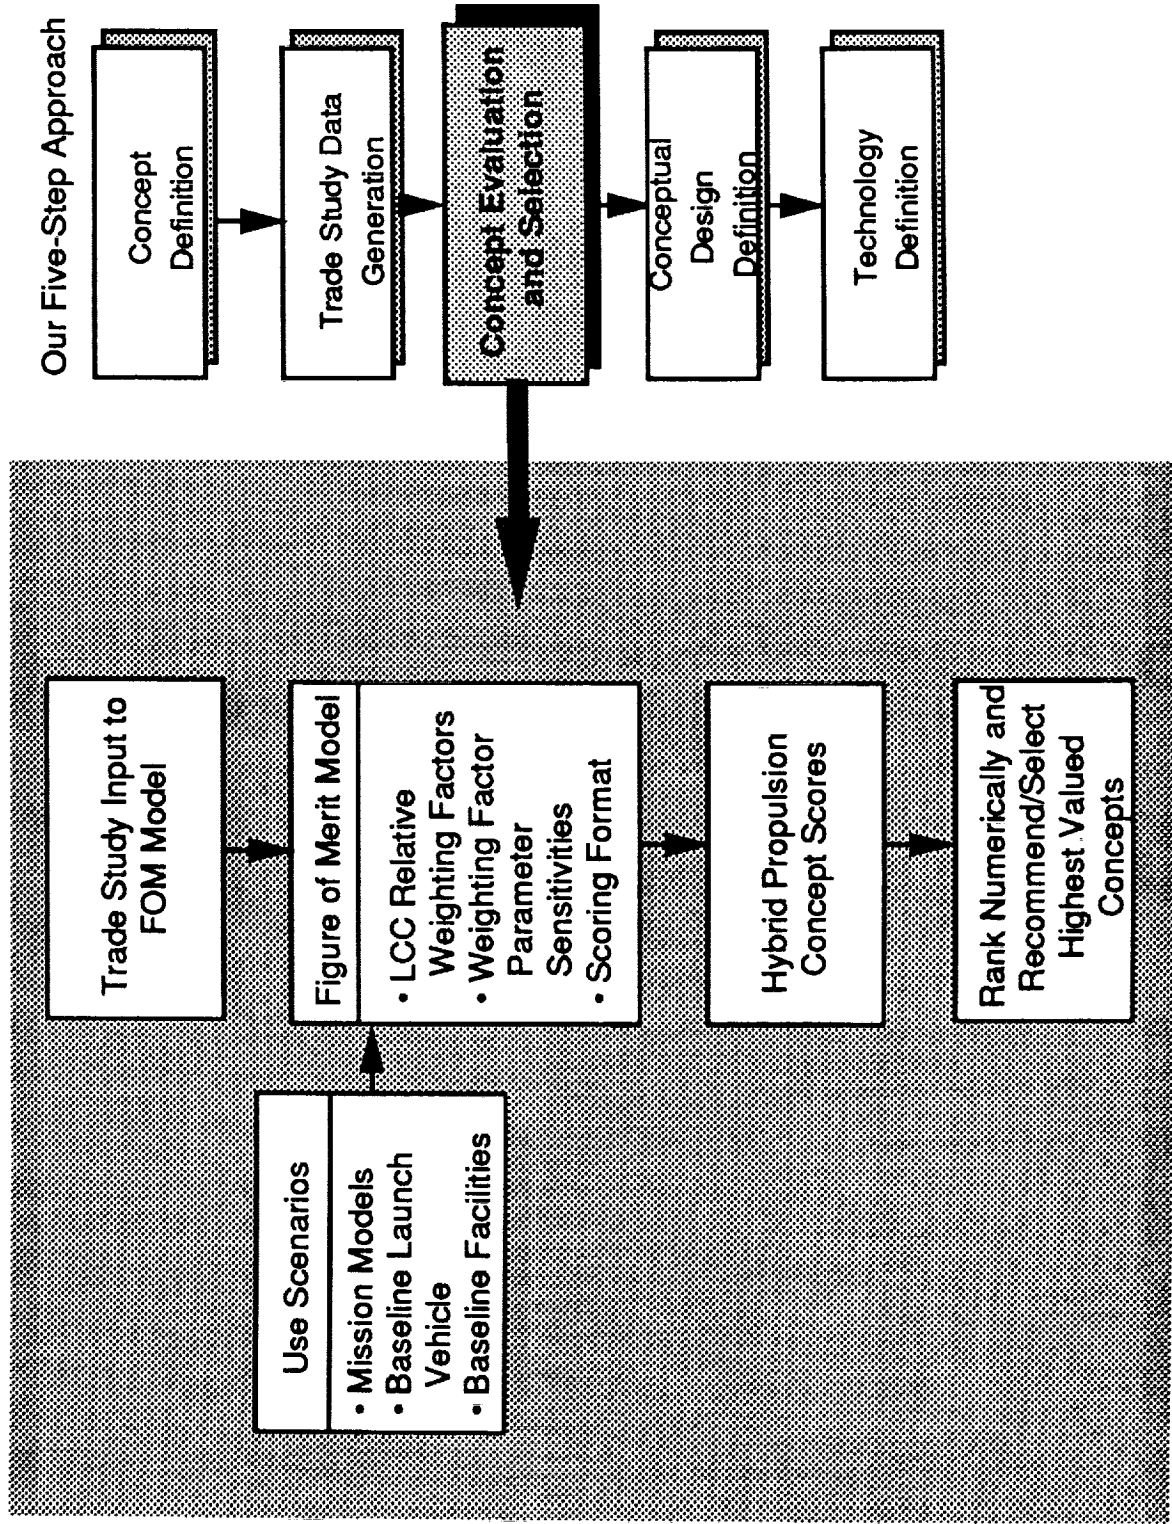 Our Five-Step Approach
Concept
Definition
Trade Study Data
Generation
Concept Evaluation
and Selection
Conceptual
Design
Definition
Technology
Definition
Trade Study Input to
FOM Model
Figure of Merit Model
• LCC Relative
Weighting Factors
• Weighting Factor
Parameter
Sensitivities
• Scoring Format
Use Scenarios
• Mission Models
• Baseline Launch
Vehicle
• Baseline Facilities
Hybrid Propulsion
Concept Scores
Rank Numerically and
Recommend/Select
Highest Valued
Concepts